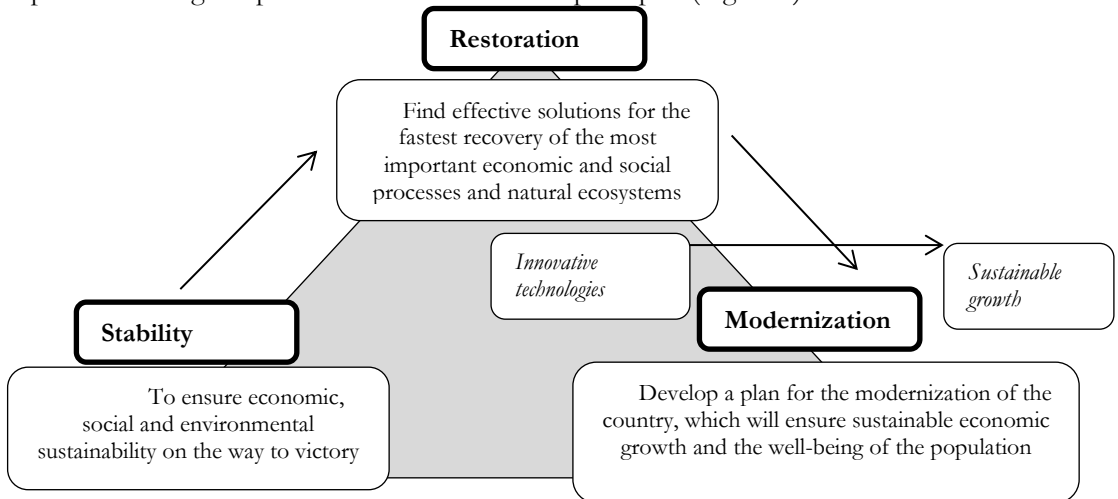 Restoration
Find effective solutions for the
fastest recovery of the most
important economic and social
processes and natural ecosystems
Innovative
technologies
Sustainable
growth
Stability
Modernization
To ensure economic,
social and environmental
sustainability on the way to victory
Develop a plan for the modernization of the
country, which will ensure sustainable economic
growth and the well-being of the population